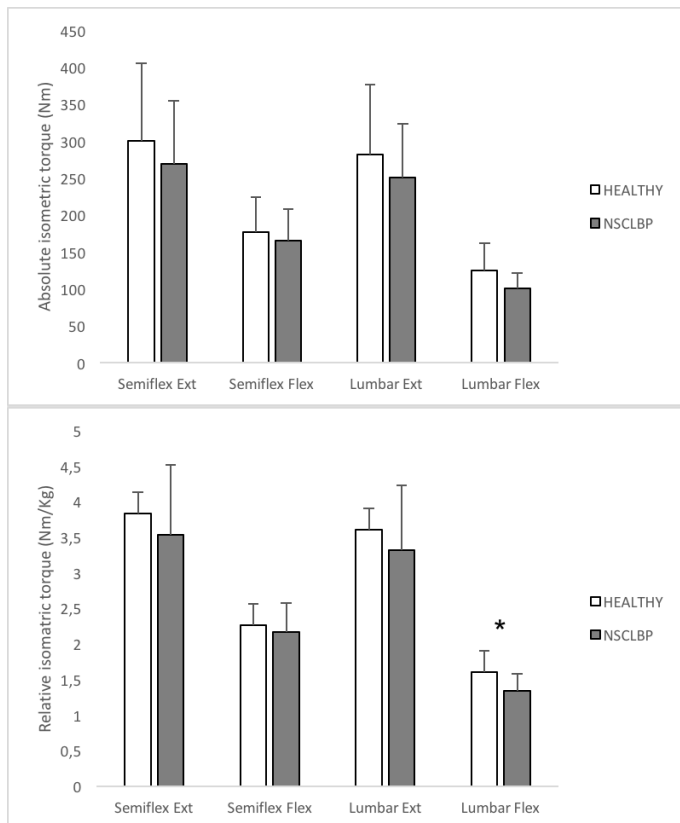 Absolute isometric torque (Nm)
450
400
350
300
250
200
150
100
50
0
Semiflex Ext Semiflex Flex Lumbar Ext Lumbar Flex
HEALTHY
NSCLBP
Relative isomatric torque (Nm/Kg)
5
4,5
4
3,5
3
2,5
2
1,5
1
0,5
0
*
Semiflex Ext Semiflex Flex Lumbar Ext Lumbar Flex
HEALTHY
NSCLBP